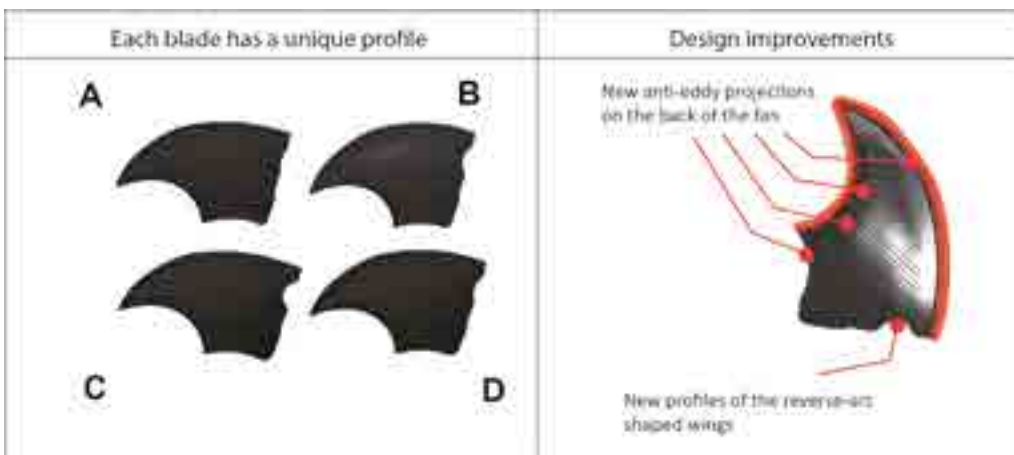 Each blade has a unique profile
Design improvements
A
B
C
D
New anti-eddy projections
on the back of the fan
New profiles of the reverse-arc
shaped wings